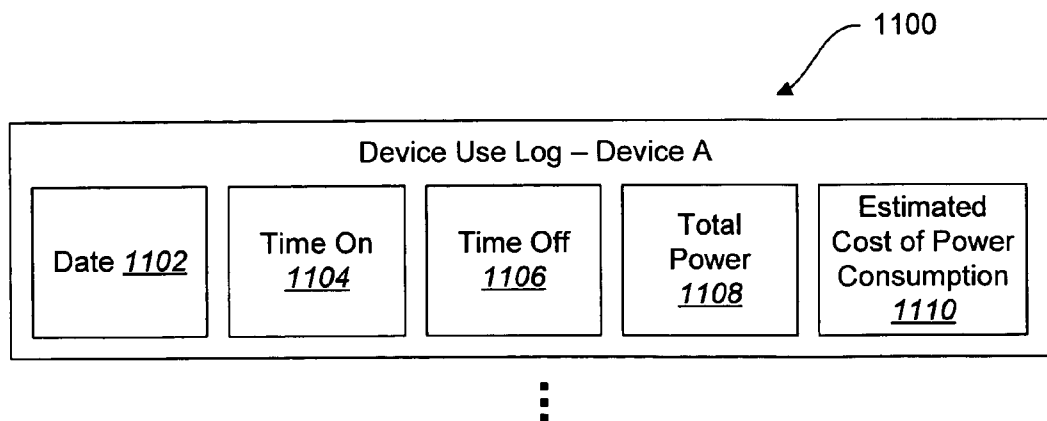 1100
Device Use Log – Device A
Date 1102
Time On
1104
Time Off
1106
Total
Power
1108
Estimated
Cost of Power
Consumption
1110